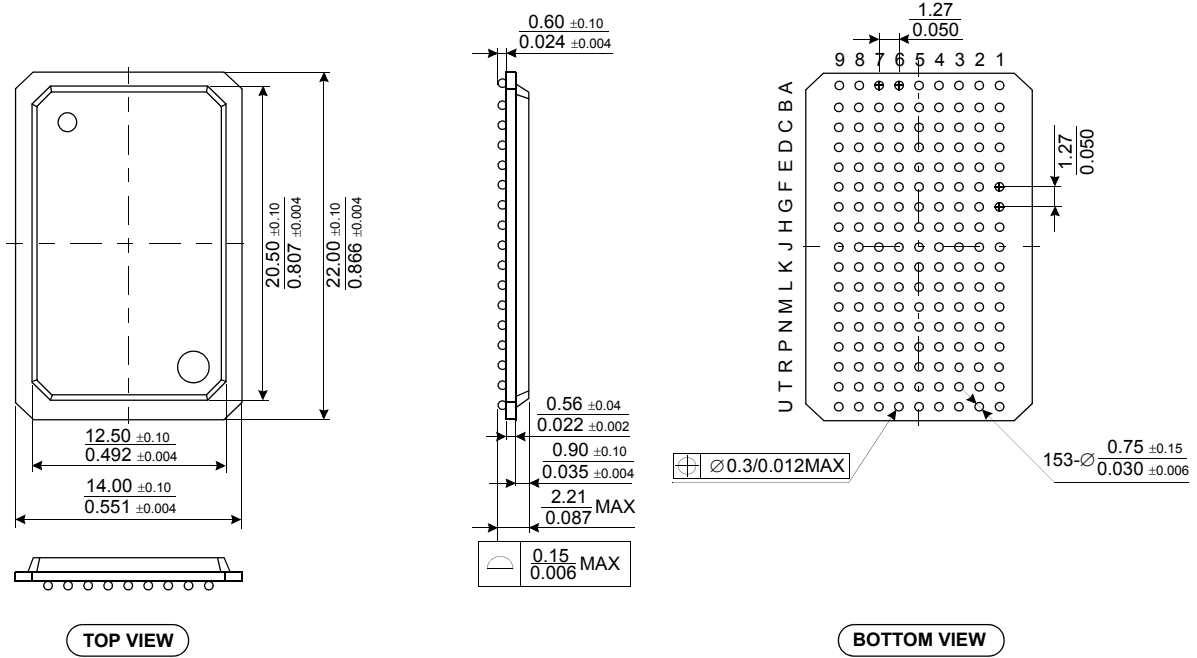 0.60 ±0.10
0.024 ±0.004
1.27
0.050
9 8 7 6 5 4 3 2 1
A
B
C
D
E
F
G
H
J
K
L
M
N
P
R
T
U
1.27
0.050
20.50 ±0.10
0.807 ±0.004
22.00 ±0.10
0.866 ±0.004
12.50 ±0.10
0.492 ±0.004
14.00 ±0.10
0.551 ±0.004
0.56 ±0.04
0.022 ±0.002
0.90 ±0.10
0.035 ±0.004
2.21
0.087 MAX
0.15
0.006 MAX
Ø0.3/0.012MAX
153-Ø 0.75 ±0.15
0.030 ±0.006
TOP VIEW
BOTTOM VIEW